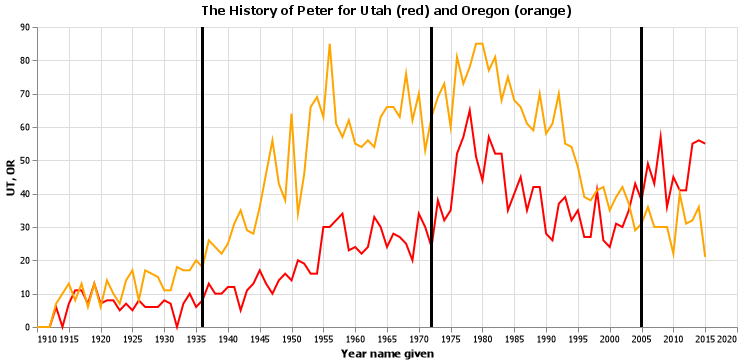 The History of Peter for Utah (red) and Oregon (orange)
90
80
70
60
50
40
30
20
10
0
UT, OR
1910 1915 1920 1925 1930 1935 1940 1945 1950 1955 1960 1965 1970 1975 1980 1985 1990 1995 2000 2005 2010 2015 2020
Year name given